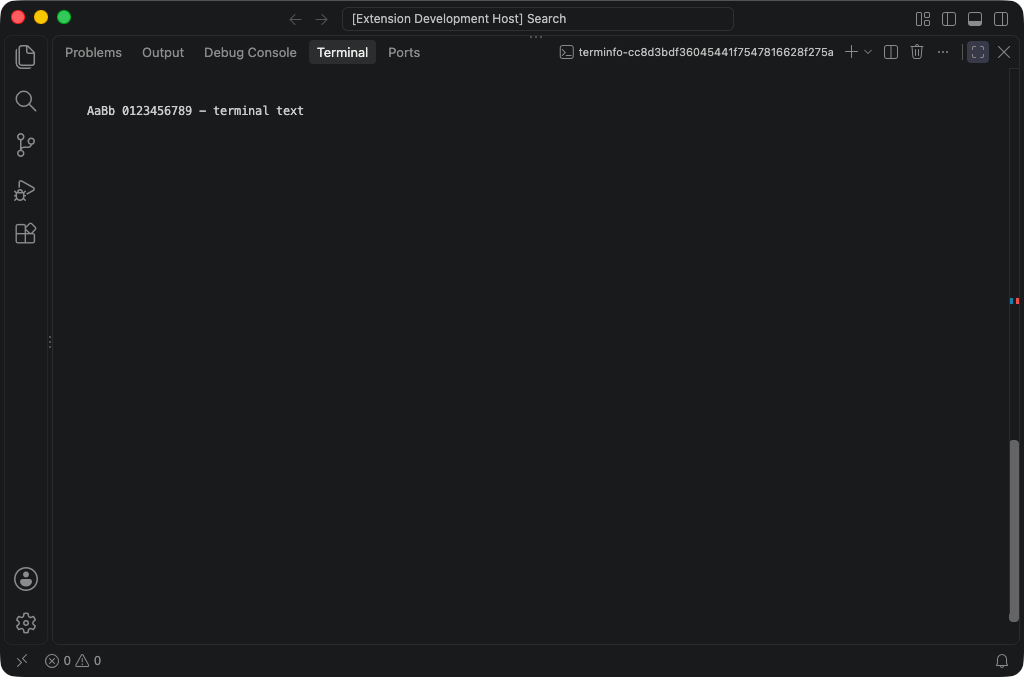 [Extension Development Host] Search
Problems Output Debug Console Terminal Ports terminfo-cc8d3bdf36045441f7547816628f275a
AaBb 0123456789 – terminal text
0 0